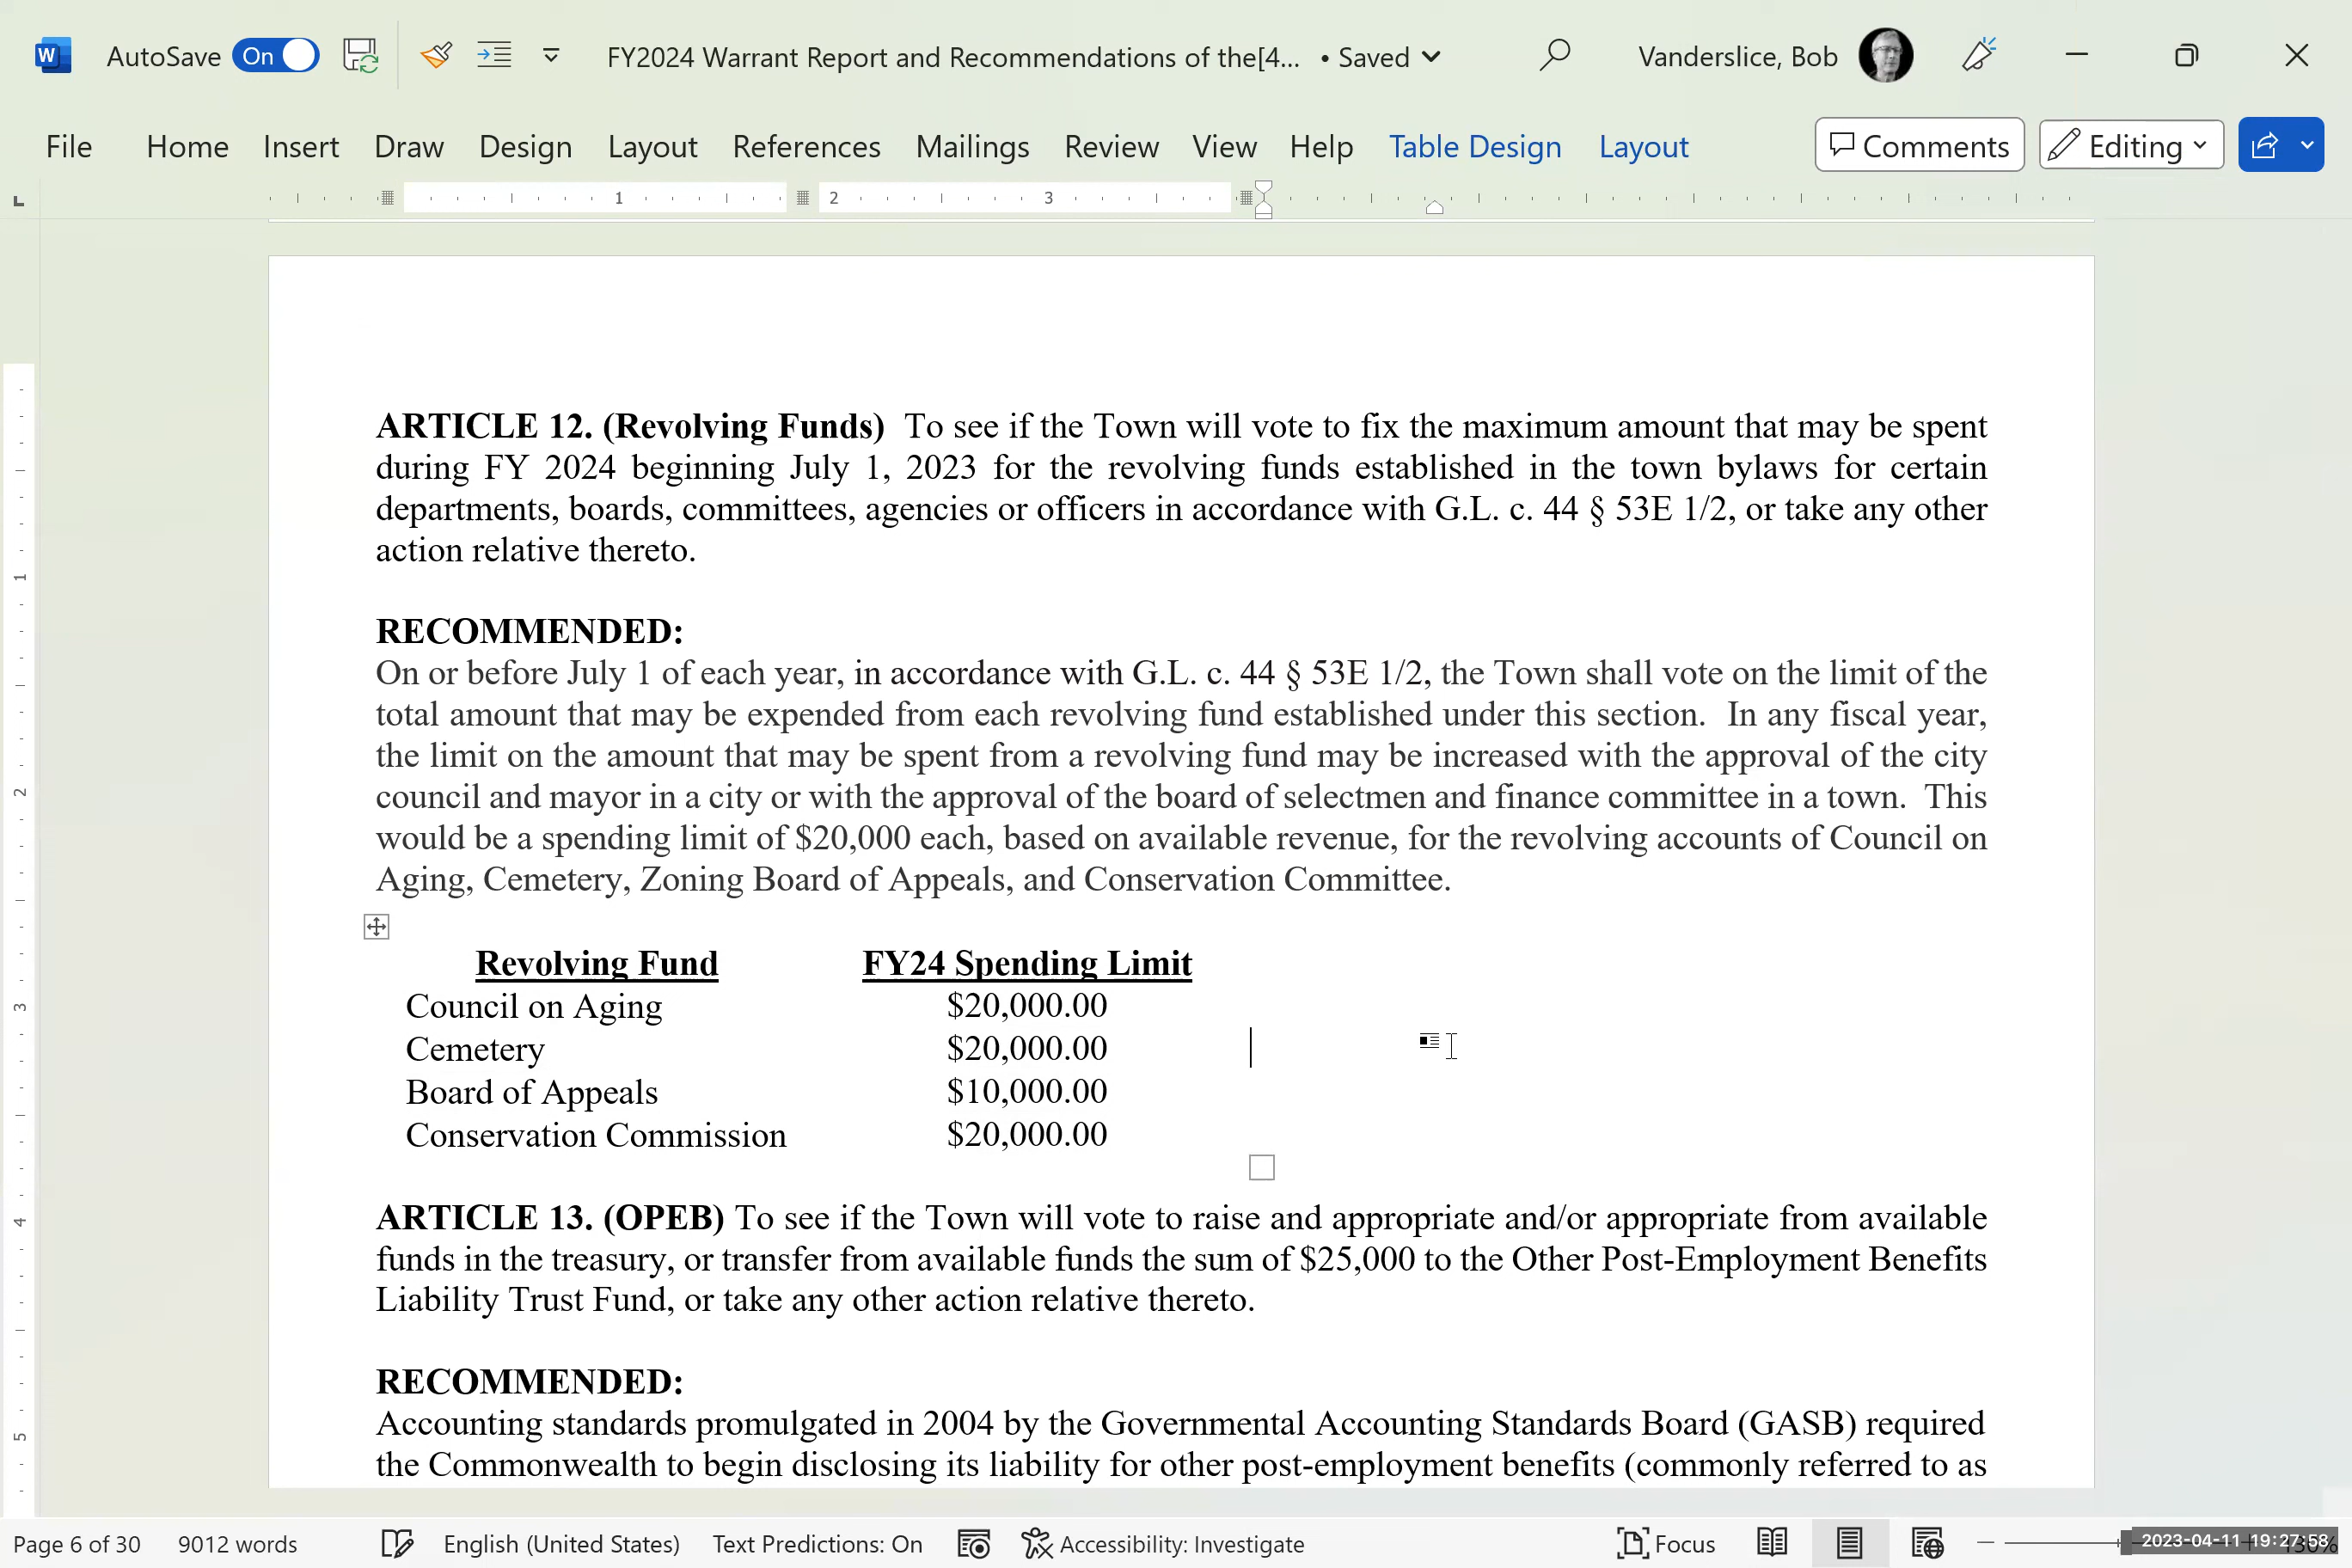 AutoSave On FY2024 Warrant Report and Recommendations of the[4... • Saved Vanderslice, Bob
File Home Insert Draw Design Layout References Mailings Review View Help Table Design Layout Comments Editing
1 2 3
ARTICLE 12. (Revolving Funds) To see if the Town will vote to fix the maximum amount that may be spent
during FY 2024 beginning July 1, 2023 for the revolving funds established in the town bylaws for certain
departments, boards, committees, agencies or officers in accordance with G.L. c. 44 § 53E 1/2, or take any other
action relative thereto.
RECOMMENDED:
On or before July 1 of each year, in accordance with G.L. c. 44 § 53E 1/2, the Town shall vote on the limit of the
total amount that may be expended from each revolving fund established under this section. In any fiscal year,
the limit on the amount that may be spent from a revolving fund may be increased with the approval of the city
council and mayor in a city or with the approval of the board of selectmen and finance committee in a town. This
would be a spending limit of $20,000 each, based on available revenue, for the revolving accounts of Council on
Aging, Cemetery, Zoning Board of Appeals, and Conservation Committee.
Revolving Fund FY24 Spending Limit
Council on Aging $20,000.00
Cemetery $20,000.00
Board of Appeals $10,000.00
Conservation Commission $20,000.00
ARTICLE 13. (OPEB) To see if the Town will vote to raise and appropriate and/or appropriate from available
funds in the treasury, or transfer from available funds the sum of $25,000 to the Other Post-Employment Benefits
Liability Trust Fund, or take any other action relative thereto.
RECOMMENDED:
Accounting standards promulgated in 2004 by the Governmental Accounting Standards Board (GASB) required
the Commonwealth to begin disclosing its liability for other post-employment benefits (commonly referred to as
1
2
3
4
5
Page 6 of 30 9012 words English (United States) Text Predictions: On Accessibility: Investigate Focus 2023-04-11 19:27:58